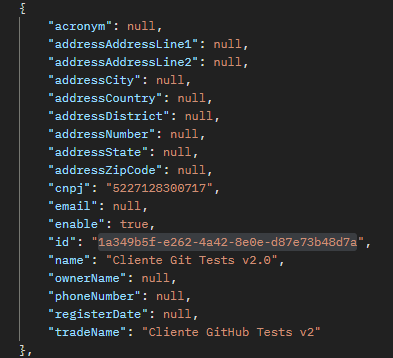 {
"acronym": null,
"addressAddressLine1": null,
"addressAddressLine2": null,
"addressCity": null,
"addressCountry": null,
"addressDistrict": null,
"addressNumber": null,
"addressState": null,
"addressZipCode": null,
"cnpj": "5227128300717",
"email": null,
"enable": true,
"id": "1a349b5f-e262-4a42-8e0e-d87e73b48d7a",
"name": "Cliente Git Tests v2.0",
"ownerName": null,
"phoneNumber": null,
"registerDate": null,
"tradeName": "Cliente GitHub Tests v2"
},